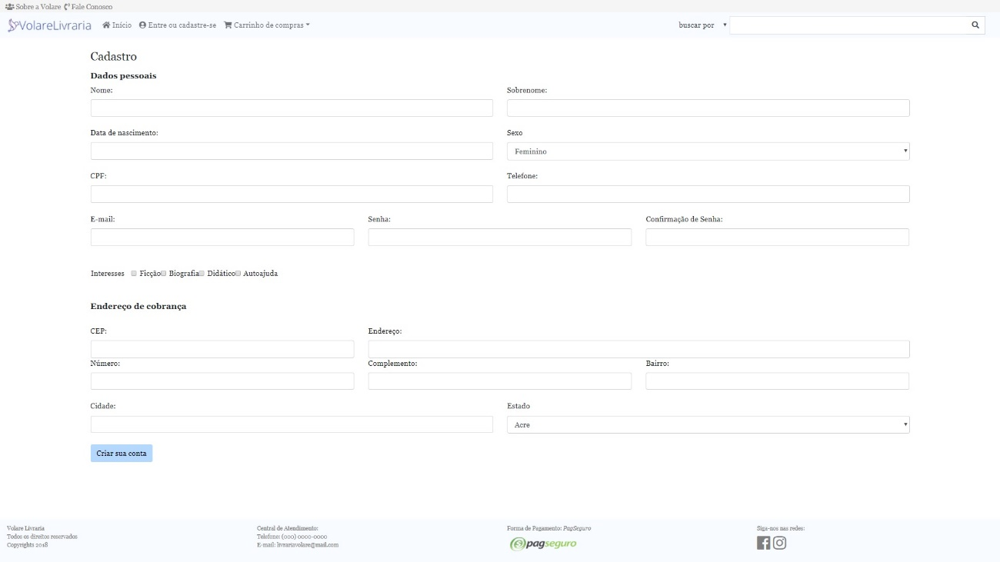 Sobre a Volare Fale Conosco
VolareLivraria Início Entre ou cadastre-se Carrinho de compras buscar por
Cadastro
Dados pessoais
Nome: Sobrenome:
Data de nascimento: Sexo
Feminino
CPF: Telefone:
E-mail: Senha: Confirmação de Senha:
Interesses Ficção Biografia Didático Autoajuda
Endereço de cobrança
CEP: Endereço:
Número: Complemento: Bairro:
Cidade: Estado
Acre
Criar sua conta
Volare Livraria Central de Atendimento: Forma de Pagamento: PagSeguro Siga-nos nas redes:
Todos os direitos reservados Telefone: (000) 0000-0000
Copyrights 2018 E-mail: livrariavolare@mail.com pagseguro